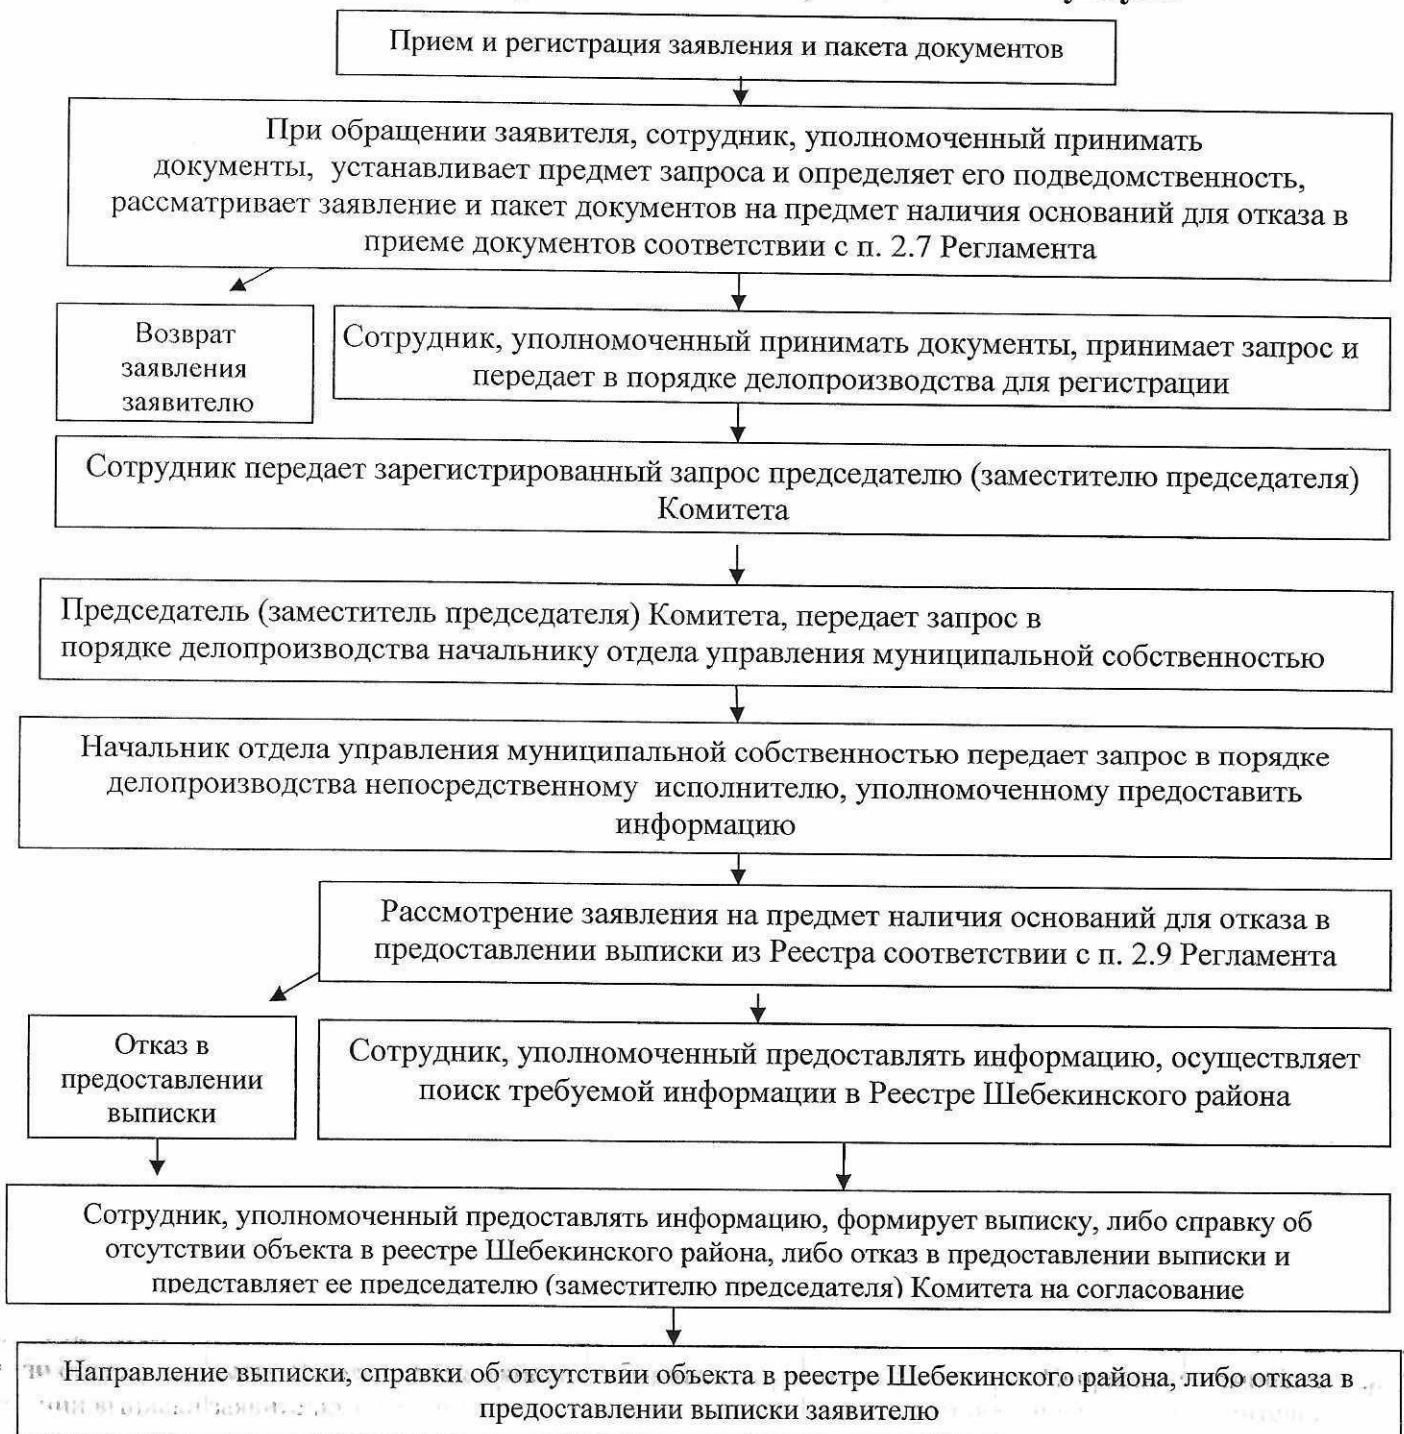 Прием и регистрация заявления и пакета документов
При обращении заявителя, сотрудник, уполномоченный принимать
документы, устанавливает предмет запроса и определяет его подведомственность,
рассматривает заявление и пакет документов на предмет наличия оснований для отказа в
приеме документов соответствии с п. 2.7 Регламента
Возврат
заявления
заявителю
Сотрудник, уполномоченный принимать документы, принимает запрос и
передает в порядке делопроизводства для регистрации
Сотрудник передает зарегистрированный запрос председателю (заместителю председателя)
Комитета
Председатель (заместитель председателя) Комитета, передает запрос в
порядке делопроизводства начальнику отдела управления муниципальной собственностью
Начальник отдела управления муниципальной собственностью передает запрос в порядке
делопроизводства непосредственному исполнителю, уполномоченному предоставить
информацию
Рассмотрение заявления на предмет наличия оснований для отказа в
предоставлении выписки из Реестра соответствии с п. 2.9 Регламента
Отказ в
предоставлении
выписки
Сотрудник, уполномоченный предоставлять информацию, осуществляет
поиск требуемой информации в Реестре Шебекинского района
Сотрудник, уполномоченный предоставлять информацию, формирует выписку, либо справку об
отсутствии объекта в реестре Шебекинского района, либо отказ в предоставлении выписки и
представляет ее председателю (заместителю председателя) Комитета на согласование
Направление выписки, справки об отсутствии объекта в реестре Шебекинского района, либо отказа в
предоставлении выписки заявителю